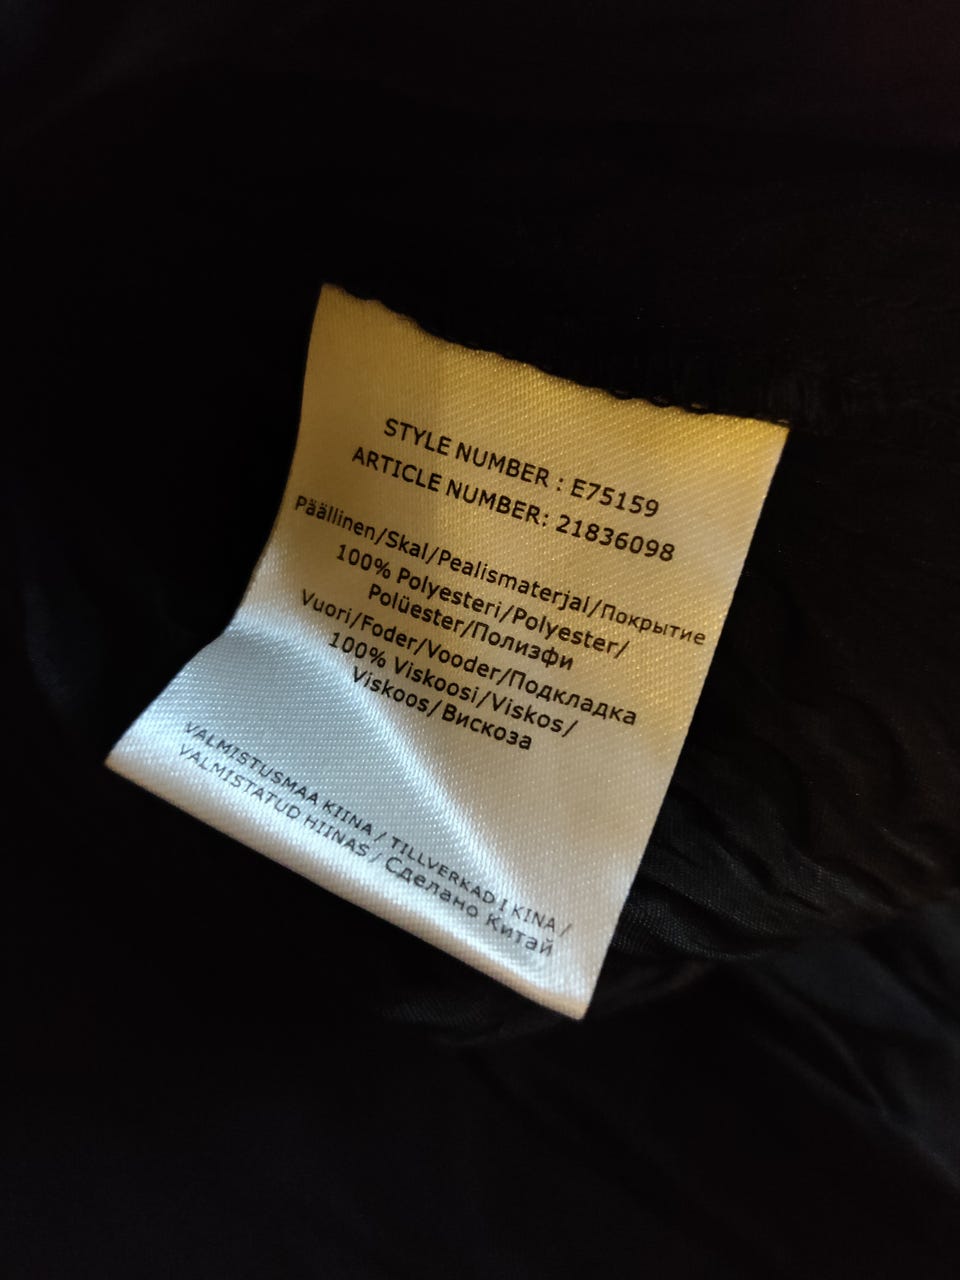 STYLE NUMBER : E75159
ARTICLE NUMBER: 21836098
Päällinen/Skal/Pealismaterjal/Покрытие
100% Polyesteri/Polyester/
Polüester/Полизфи
Vuori/Foder/Vooder/Подкладка
100% Viskoosi/Viskos/
Viskoos/Вискоза
VALMISTUSMAA KIINA / TILLVERKAD I KINA /
VALMISTATUD HIINAS / Сделано Китай